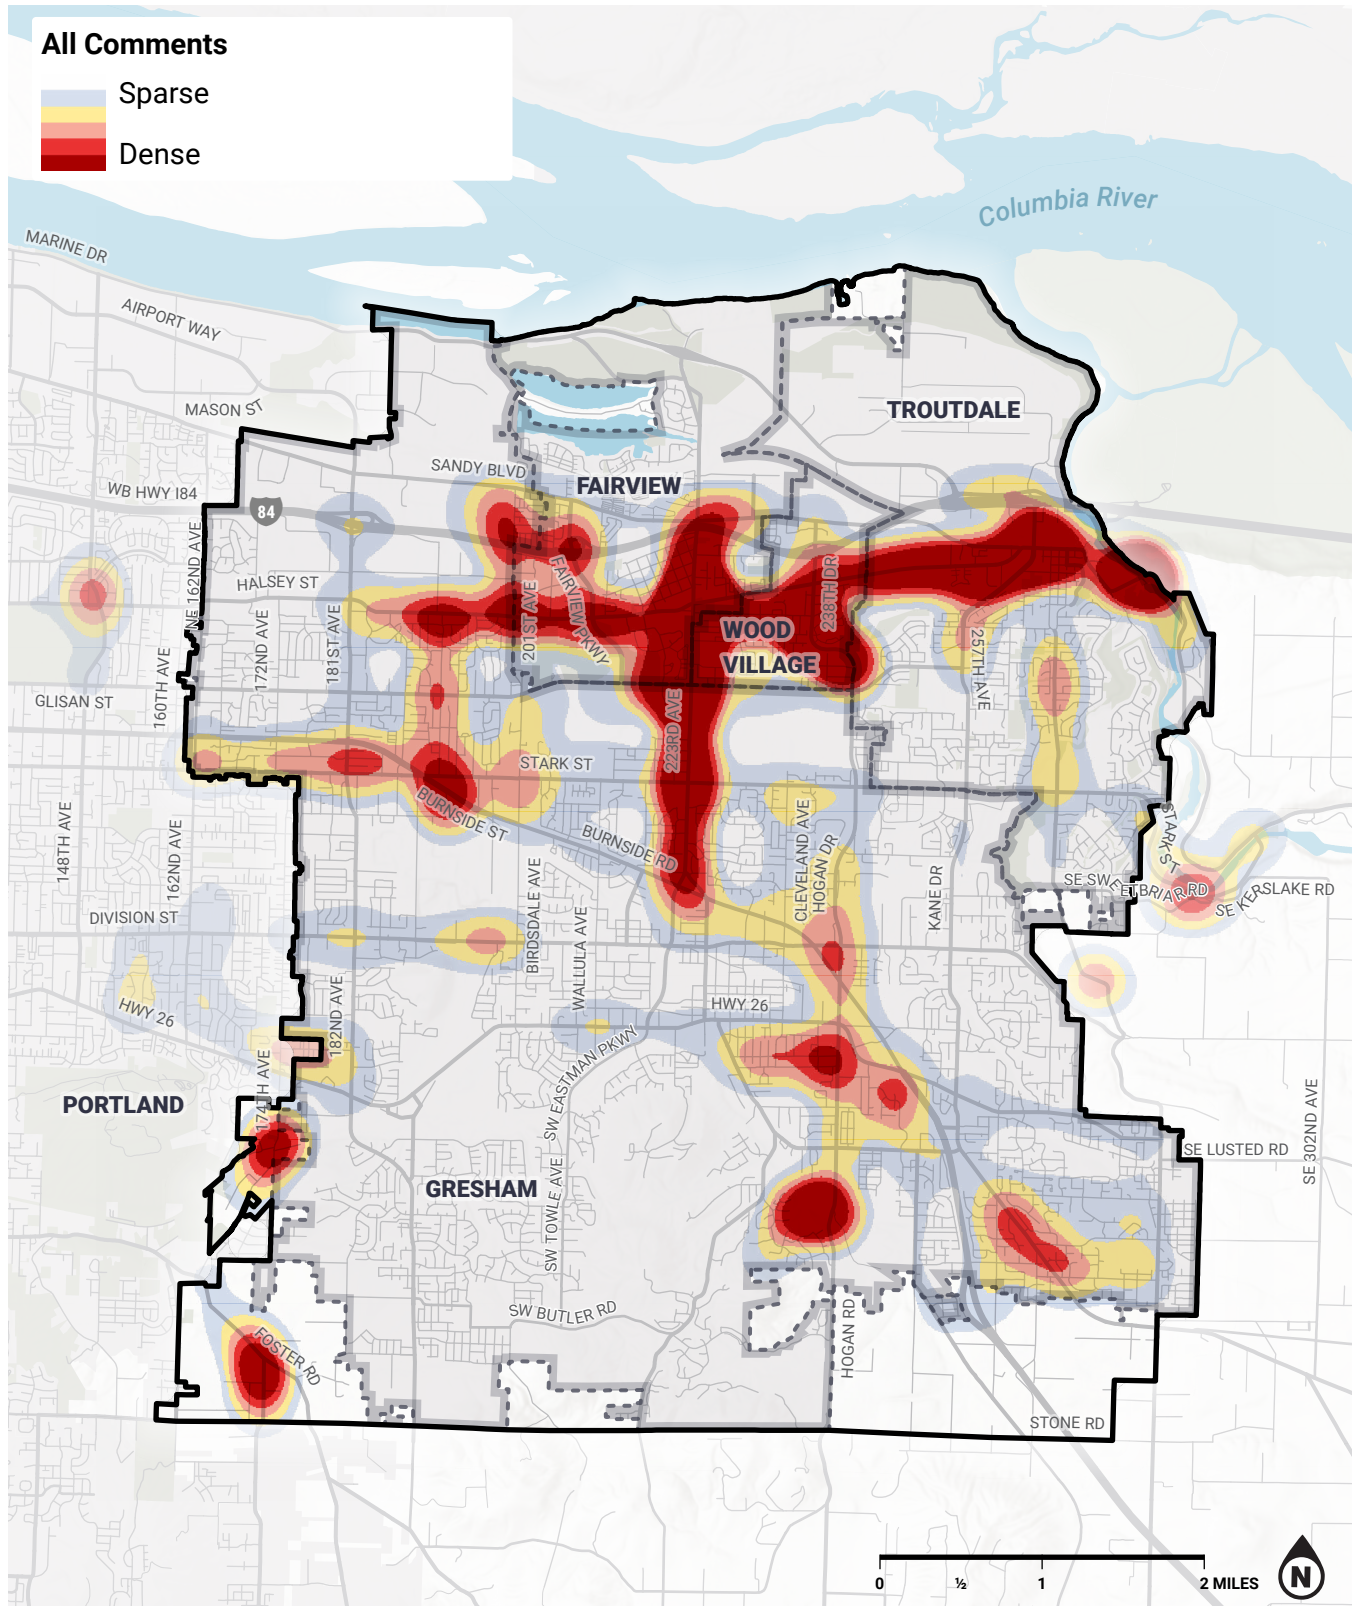 All Comments
Sparse
Dense
Columbia River
MARINE DR
AIRPORT WAY
MASON ST
TROUTDALE
SANDY BLVD
FAIRVIEW
WB HWY I84
84
NE 162ND AVE
HALSEY ST
172ND AVE
181ST AVE
201ST AVE
FAIRVIEW PKWY
238TH DR
WOOD
VILLAGE
257TH AVE
160TH AVE
GLISAN ST
223RD AVE
STARK ST
BURNSIDE ST
BURNSIDE RD
CLEVELAND AVE
HOGAN DR
148TH AVE
162ND AVE
STARK ST
KANE DR
SE SWEETBRIAR RD
SE KERSLAKE RD
DIVISION ST
BIRDSDALE AVE
WALLULA AVE
HWY 26
HWY 26
182ND AVE
SW EASTMAN PKWY
174TH AVE
PORTLAND
SE 302ND AVE
SE LUSTED RD
GRESHAM
SW TOWLE AVE
SW BUTLER RD
HOGAN RD
FOSTER RD
STONE RD
0
½
1
2 MILES
N